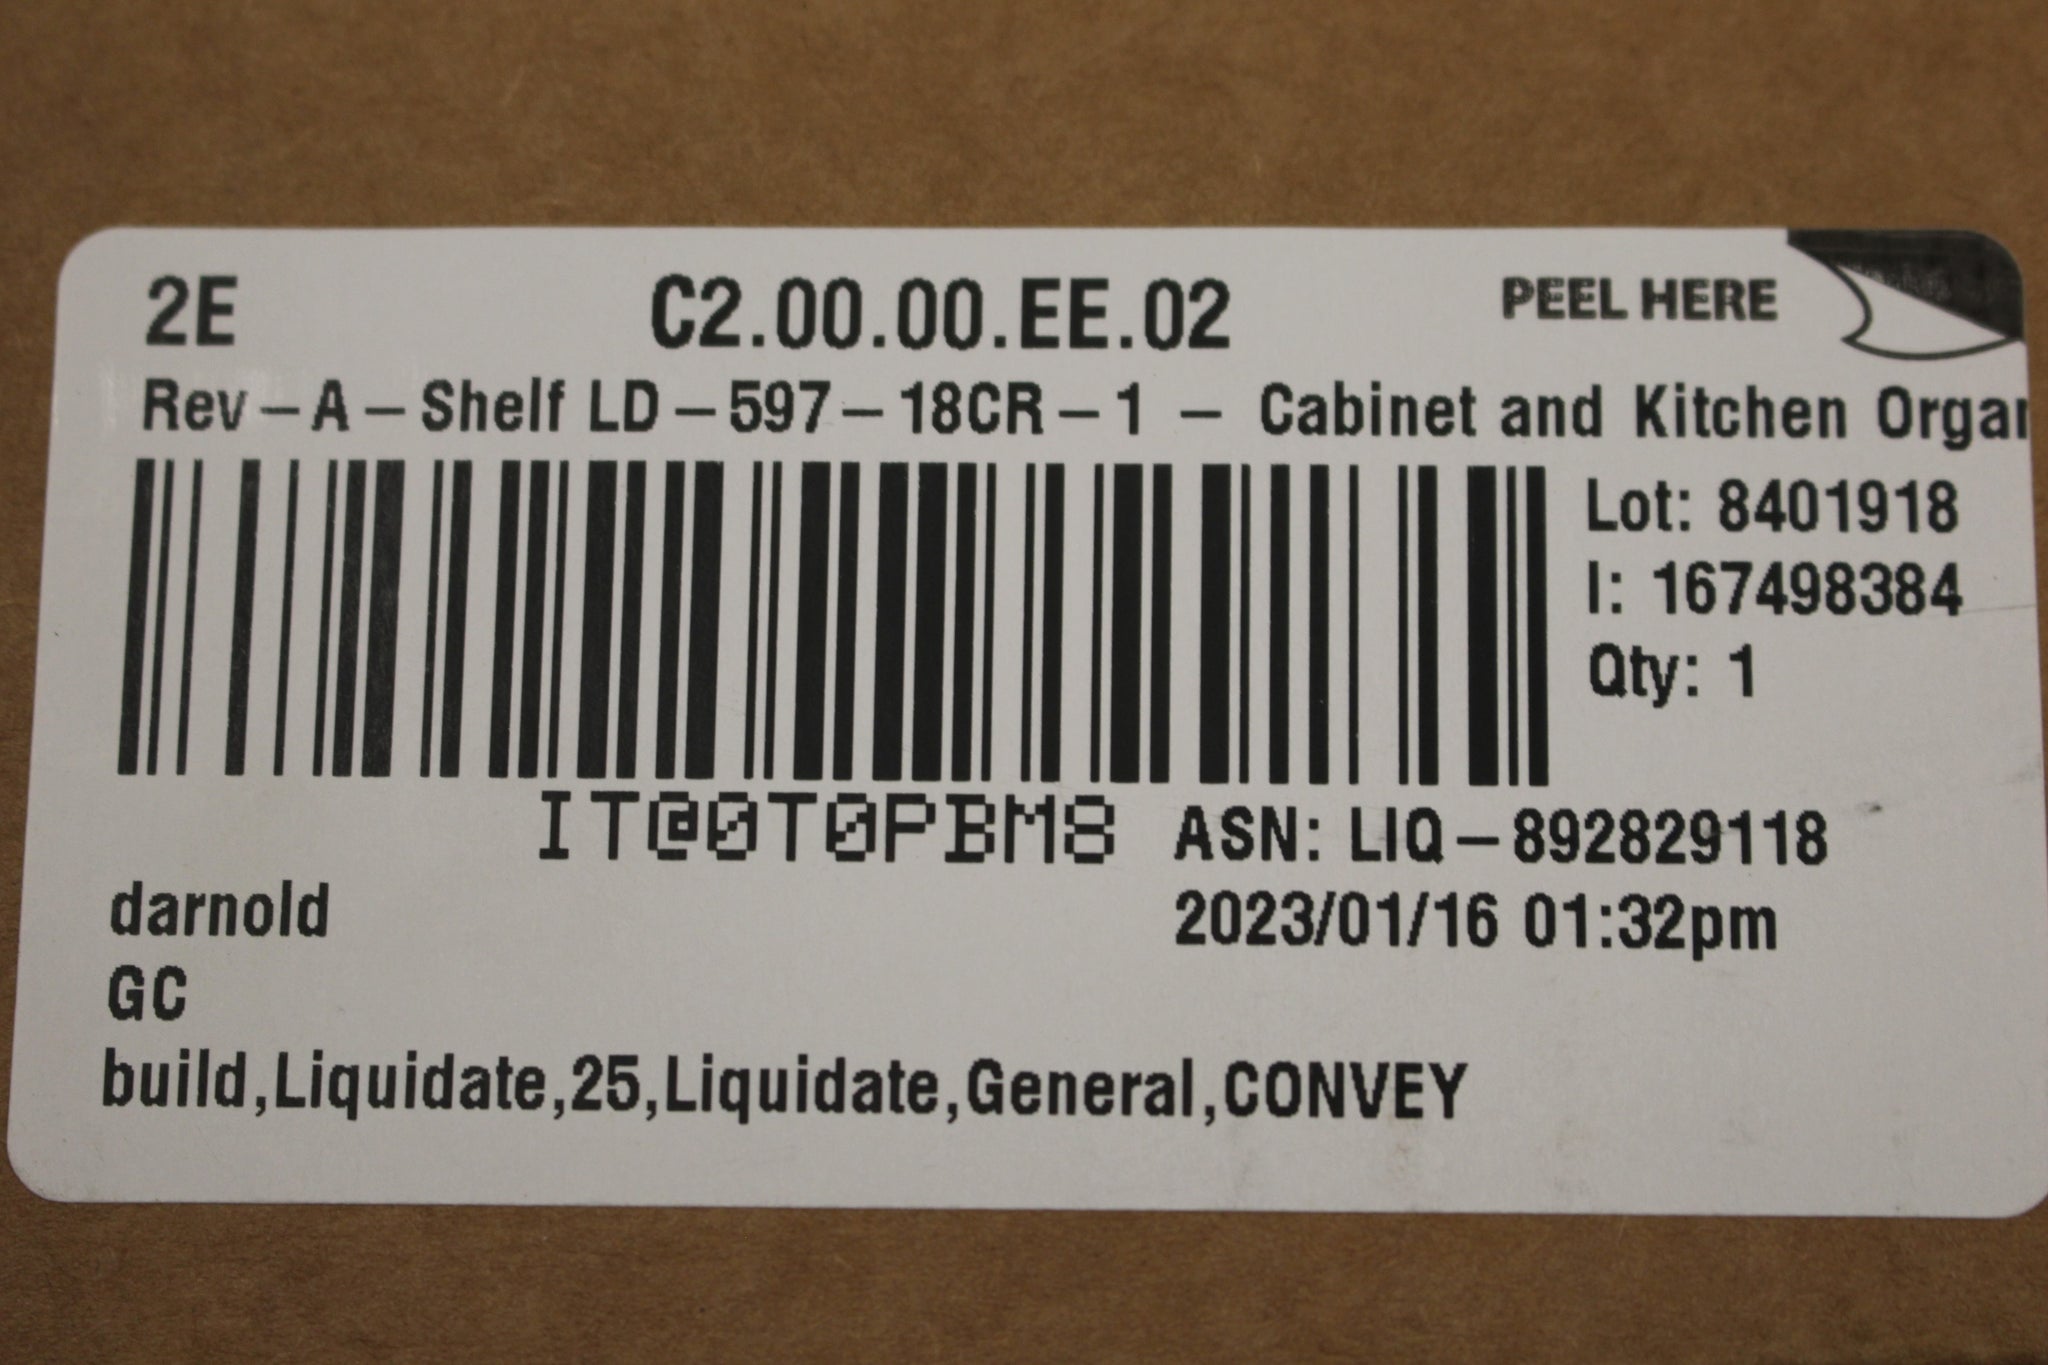 2E C2.00.00.EE.02 PEEL HERE
Rev-A-Shelf LD-597-18CR-1 - Cabinet and Kitchen Organ
Lot: 8401918
I: 167498384
Qty: 1
IT@0T0PBM8 ASN: LIQ-892829118
darnold 2023/01/16 01:32pm
GC
build,Liquidate,25,Liquidate,General,CONVEY